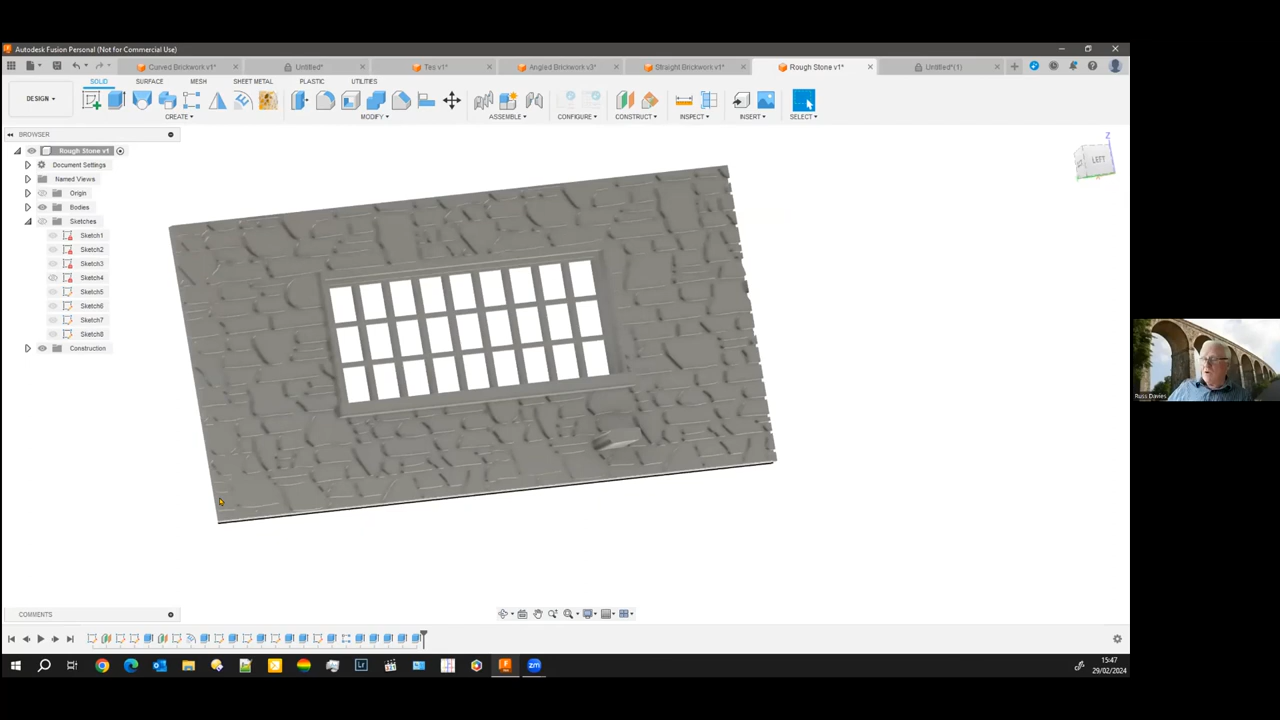 Autodesk Fusion Personal (Not for Commercial Use)
Curved Brickwork v1* Untitled* Tes v1* Angled Brickwork v3* Straight Brickwork v1* Rough Stone v1* Untitled*(1)
SOLID SURFACE MESH SHEET METAL PLASTIC UTILITIES
DESIGN
CREATE MODIFY ASSEMBLE CONFIGURE CONSTRUCT INSPECT INSERT SELECT
BROWSER
Rough Stone v1
Document Settings
Named Views
Origin
Bodies
Sketches
Sketch1
Sketch2
Sketch3
Sketch4
Sketch5
Sketch6
Sketch7
Sketch8
Construction
Z
LEFT
Russ Davies
COMMENTS
15:47
29/02/2024